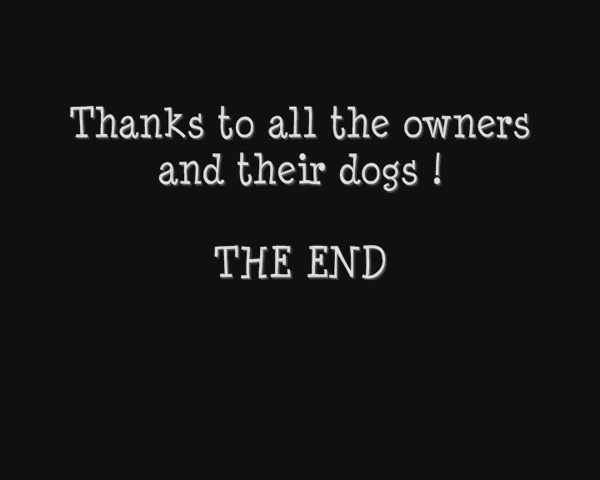 Thanks to all the owners
and their dogs !
THE END